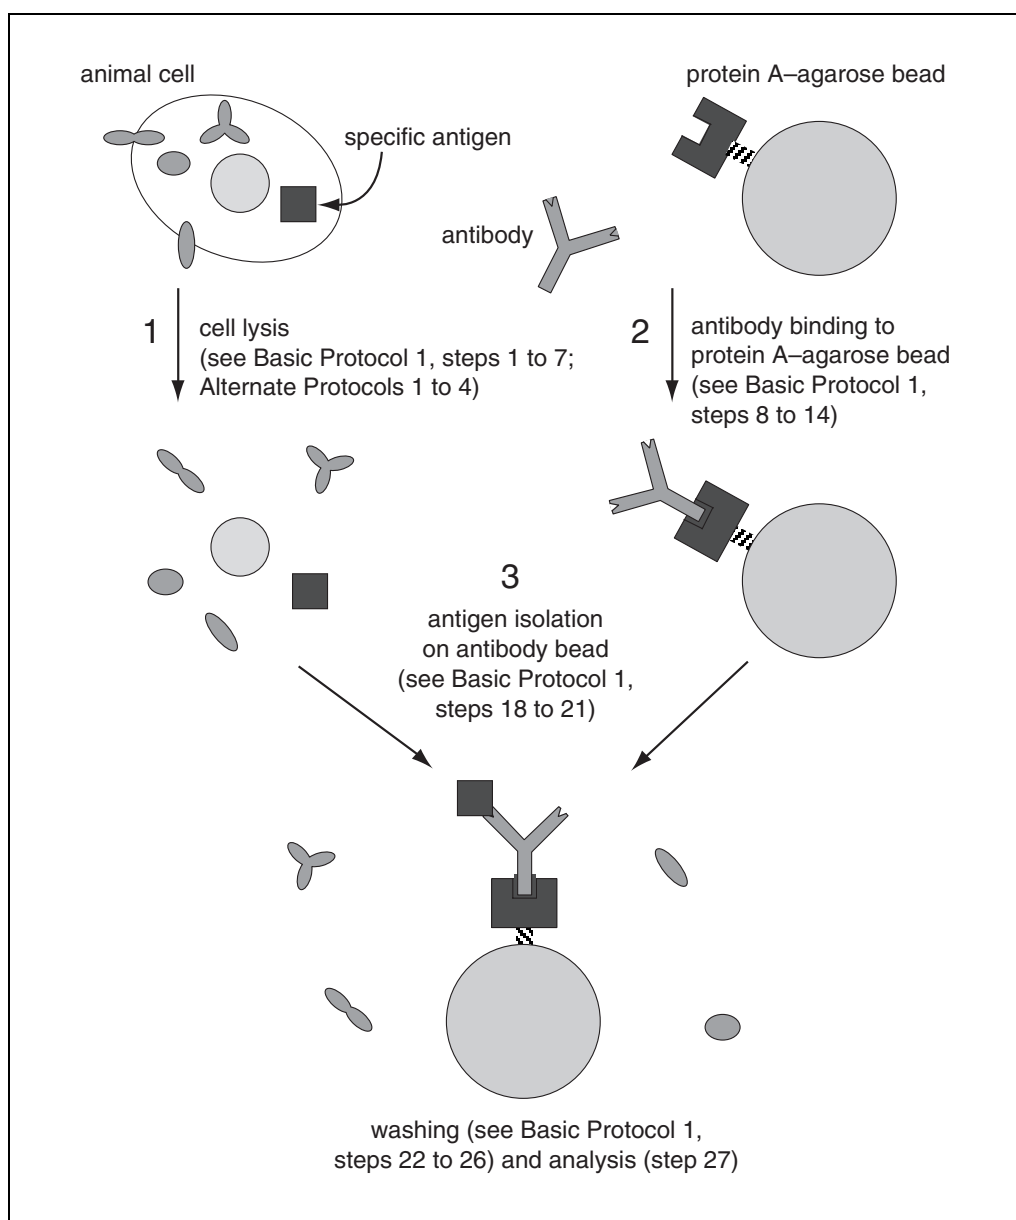 animal cell
protein A–agarose bead
specific antigen
antibody
1
cell lysis
(see Basic Protocol 1, steps 1 to 7;
Alternate Protocols 1 to 4)
2
antibody binding to
protein A–agarose bead
(see Basic Protocol 1,
steps 8 to 14)
3
antigen isolation
on antibody bead
(see Basic Protocol 1,
steps 18 to 21)
washing (see Basic Protocol 1,
steps 22 to 26) and analysis (step 27)